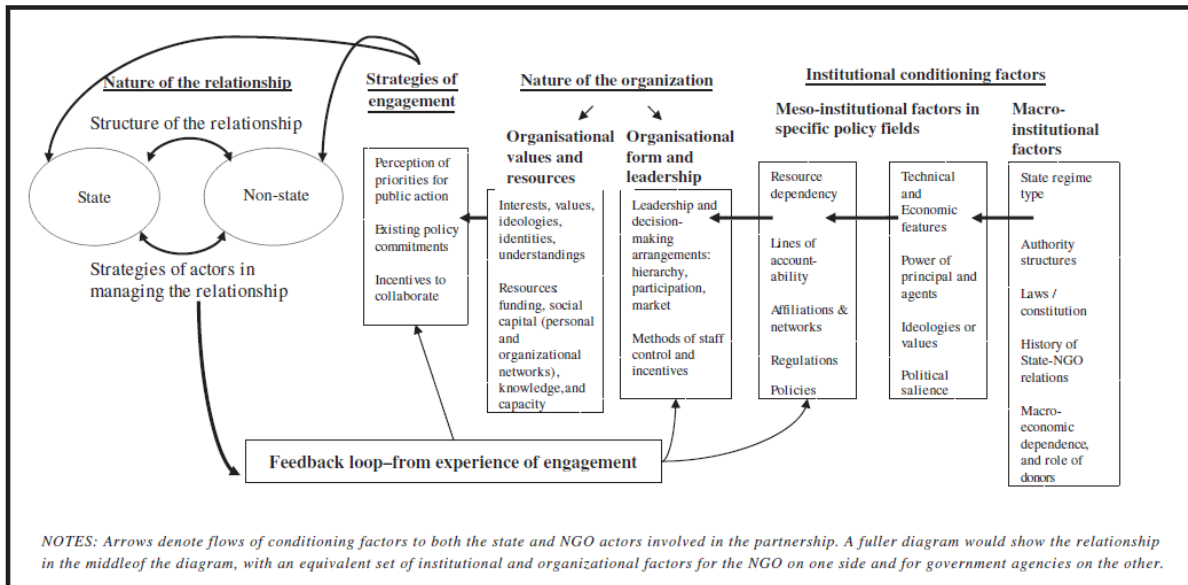 Nature of the relationship
Structure of the relationship
State
Non-state
Strategies of actors in
managing the relationship
Strategies of
engagement
Perception of
priorities for
public action
Existing policy
commitments
Incentives to
collaborate
Nature of the organization
Organisational
values and
resources
Interests, values,
ideologies,
identities,
understandings
Resources:
funding, social
capital (personal
and
organizational
networks),
knowledge,and
capacity
Organisational
form and
leadership
Leadership and
decision-
making
arrangements:
hierarchy,
participation,
market
Methods of staff
control and
incentives
Institutional conditioning factors
Meso-institutional factors in
specific policy fields
Resource
dependency
Lines of
account-
ability
Affiliations &
networks
Regulations
Policies
Technical
and
Economic
features
Power of
principal and
agents
Ideologies or
values
Political
salience
Macro-
institutional
factors
State regime
type
Authority
structures
Laws /
constitution
History of
State-NGO
relations
Macro-
economic
dependence,
and role of
donors
Feedback loop–from experience of engagement
NOTES: Arrows denote flows of conditioning factors to both the state and NGO actors involved in the partnership. A fuller diagram would show the relationship
in the middleof the diagram, with an equivalent set of institutional and organizational factors for the NGO on one side and for government agencies on the other.